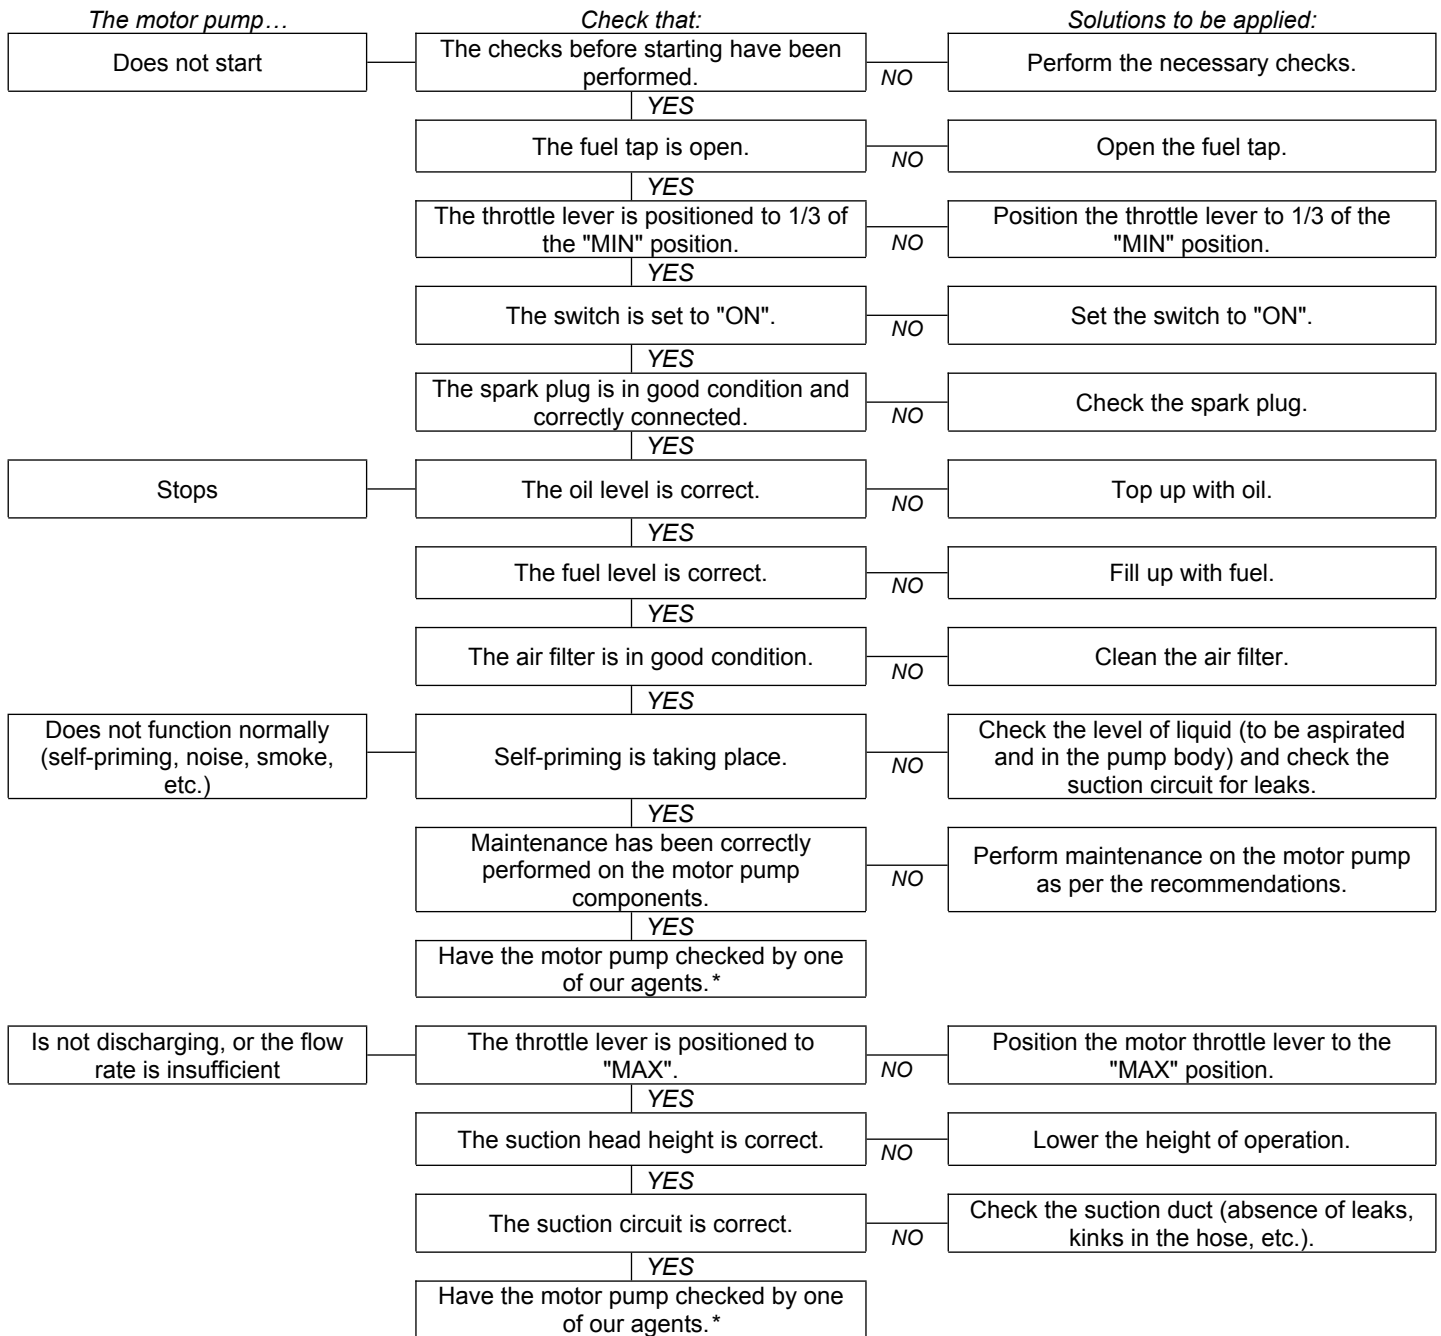 The motor pump…
Check that:
Solutions to be applied:
Does not start
The checks before starting have been
performed.
NO
Perform the necessary checks.
YES
The fuel tap is open.
NO
Open the fuel tap.
YES
The throttle lever is positioned to 1/3 of
the "MIN" position.
NO
Position the throttle lever to 1/3 of the
"MIN" position.
YES
The switch is set to "ON".
NO
Set the switch to "ON".
YES
The spark plug is in good condition and
correctly connected.
NO
Check the spark plug.
YES
Stops
The oil level is correct.
NO
Top up with oil.
YES
The fuel level is correct.
NO
Fill up with fuel.
YES
The air filter is in good condition.
NO
Clean the air filter.
YES
Does not function normally
(self-priming, noise, smoke,
etc.)
Self-priming is taking place.
NO
Check the level of liquid (to be aspirated
and in the pump body) and check the
suction circuit for leaks.
YES
Maintenance has been correctly
performed on the motor pump
components.
NO
Perform maintenance on the motor pump
as per the recommendations.
YES
Have the motor pump checked by one
of our agents.*
Is not discharging, or the flow
rate is insufficient
The throttle lever is positioned to
"MAX".
NO
Position the motor throttle lever to the
"MAX" position.
YES
The suction head height is correct.
NO
Lower the height of operation.
YES
The suction circuit is correct.
NO
Check the suction duct (absence of leaks,
kinks in the hose, etc.).
YES
Have the motor pump checked by one
of our agents.*